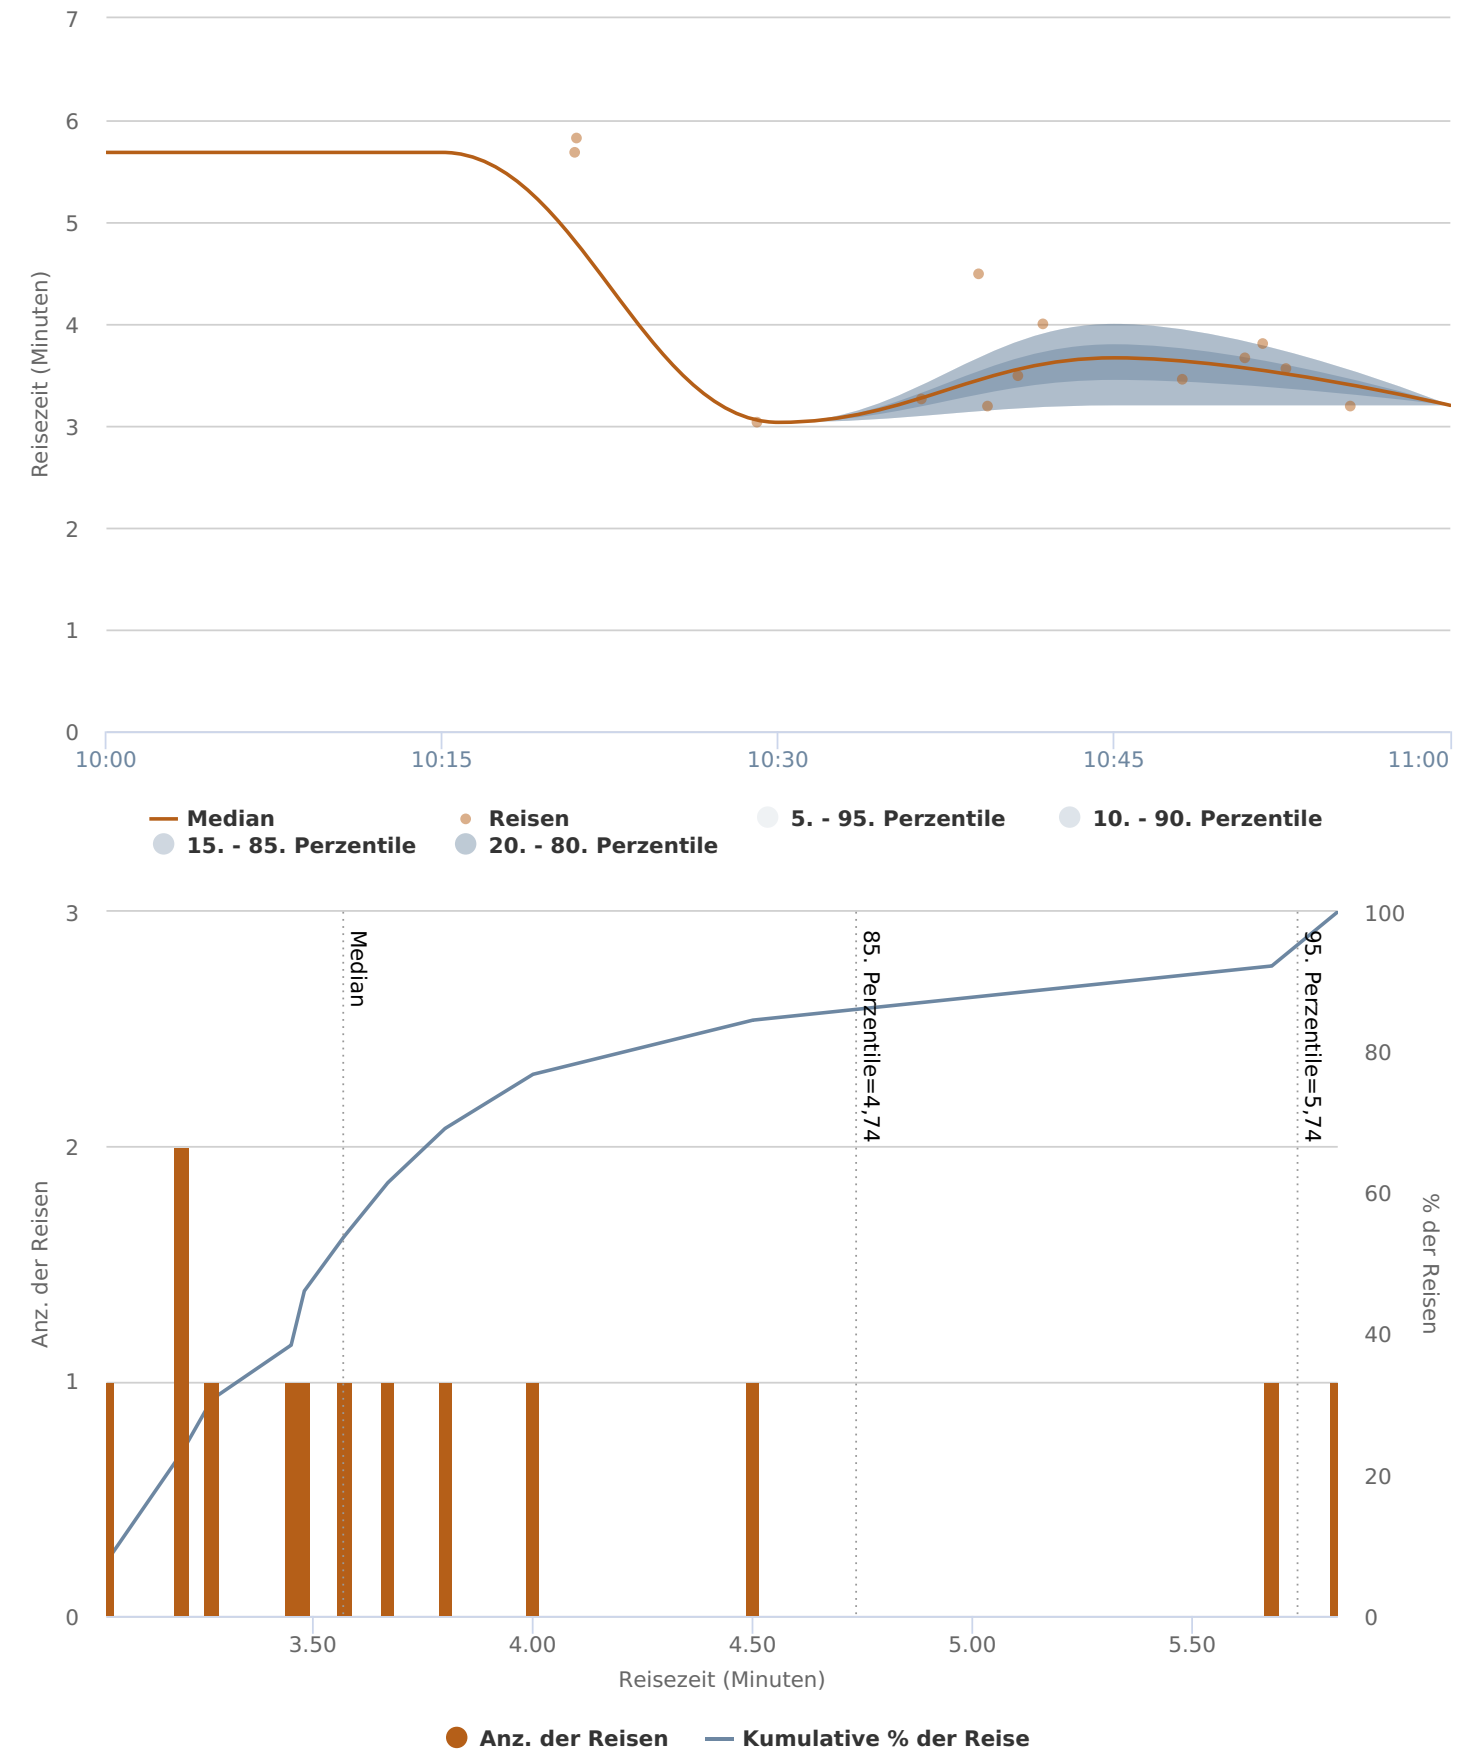 7
6
5
4
3
2
1
0
Reisezeit (Minuten)
10:00 10:15 10:30 10:45 11:00
Median Reisen 5. - 95. Perzentile 10. - 90. Perzentile
15. - 85. Perzentile 20. - 80. Perzentile
3
2
1
0
Anz. der Reisen
Median
85. Perzentile=4,74
95. Perzentile=5,74
100
80
60
40
20
0
% der Reisen
3.50 4.00 4.50 5.00 5.50
Reisezeit (Minuten)
Anz. der Reisen Kumulative % der Reise